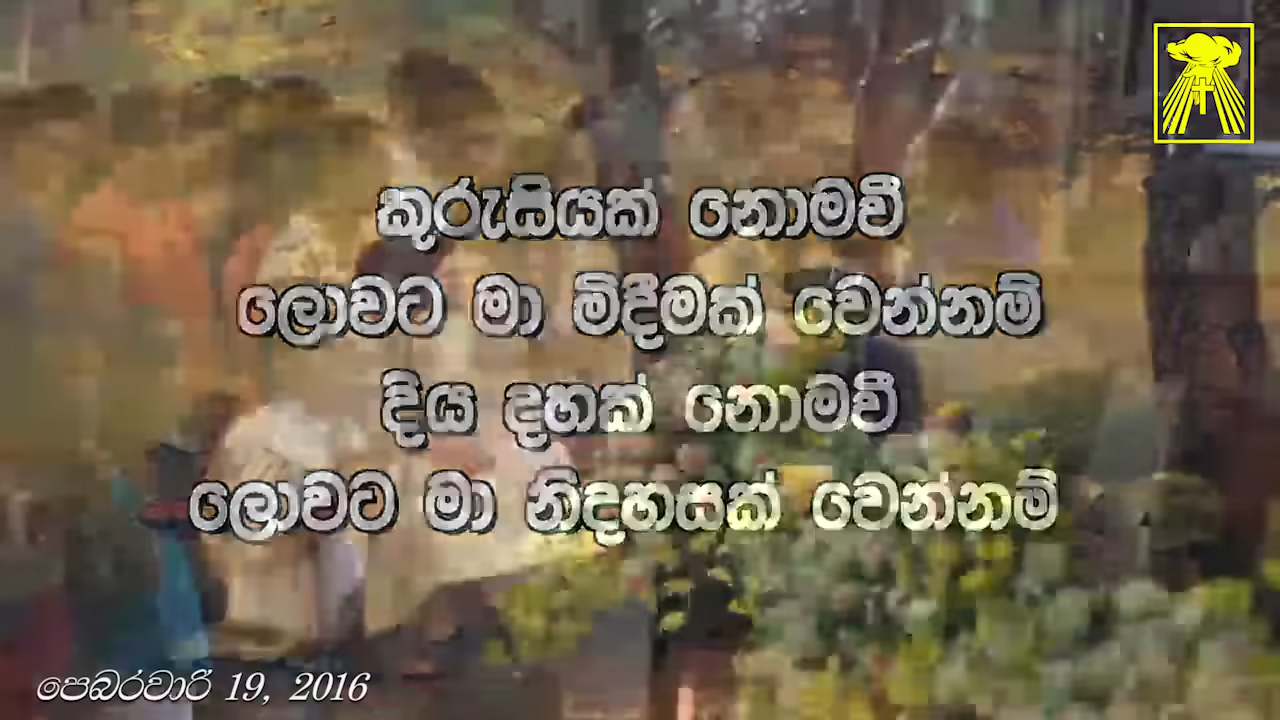 කුරුසියක් නොමවී
ලොවට මා මිදීමක් වෙන්නම්
දිය දහක් නොමවී
ලොවට මා නිදහසක් වෙන්නම්
පෙබරවාරි 19, 2016